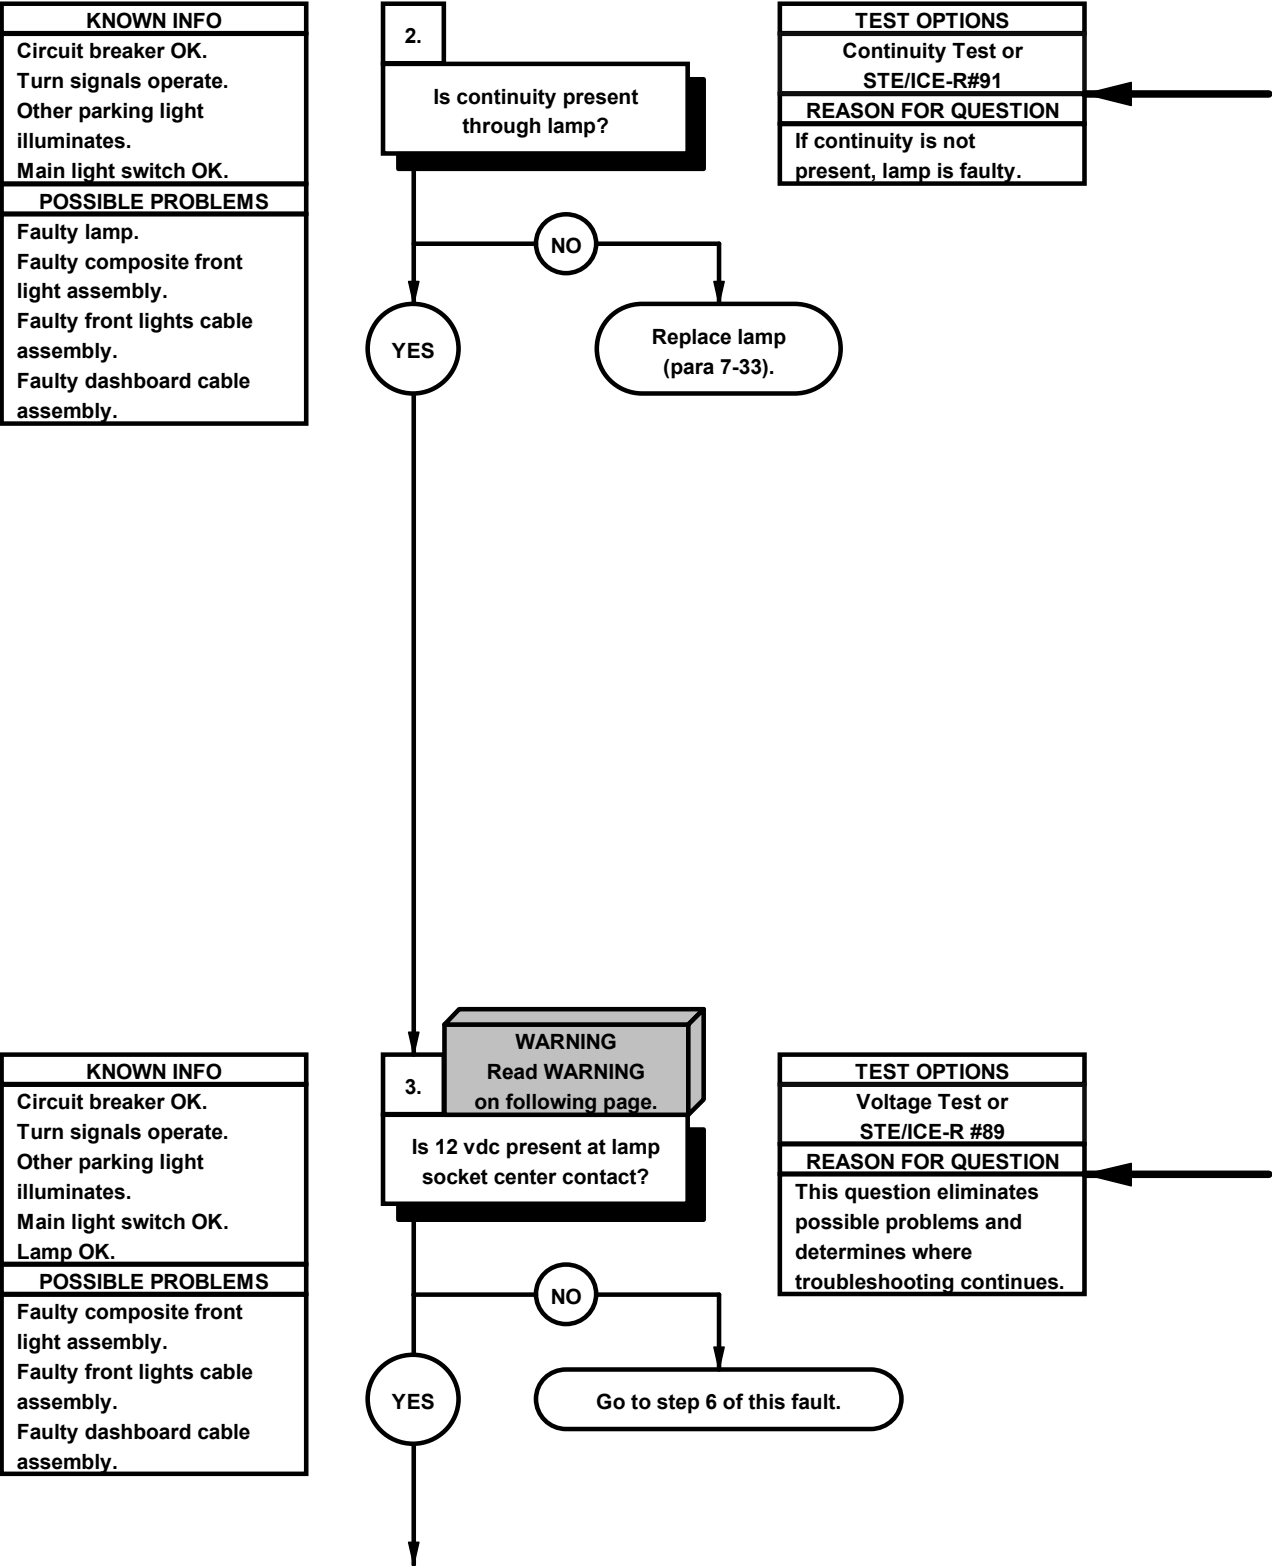 KNOWN INFO
Circuit breaker OK.
Turn signals operate.
Other parking light
illuminates.
Main light switch OK.
POSSIBLE PROBLEMS
Faulty lamp.
Faulty composite front
light assembly.
Faulty front lights cable
assembly.
Faulty dashboard cable
assembly.
2.
Is continuity present
through lamp?
NO
YES
Replace lamp
(para 7-33).
TEST OPTIONS
Continuity Test or
STE/ICE-R#91
REASON FOR QUESTION
If continuity is not
present, lamp is faulty.
KNOWN INFO
Circuit breaker OK.
Turn signals operate.
Other parking light
illuminates.
Main light switch OK.
Lamp OK.
POSSIBLE PROBLEMS
Faulty composite front
light assembly.
Faulty front lights cable
assembly.
Faulty dashboard cable
assembly.
WARNING
Read WARNING
on following page.
3.
Is 12 vdc present at lamp
socket center contact?
NO
YES
Go to step 6 of this fault.
TEST OPTIONS
Voltage Test or
STE/ICE-R #89
REASON FOR QUESTION
This question eliminates
possible problems and
determines where
troubleshooting continues.